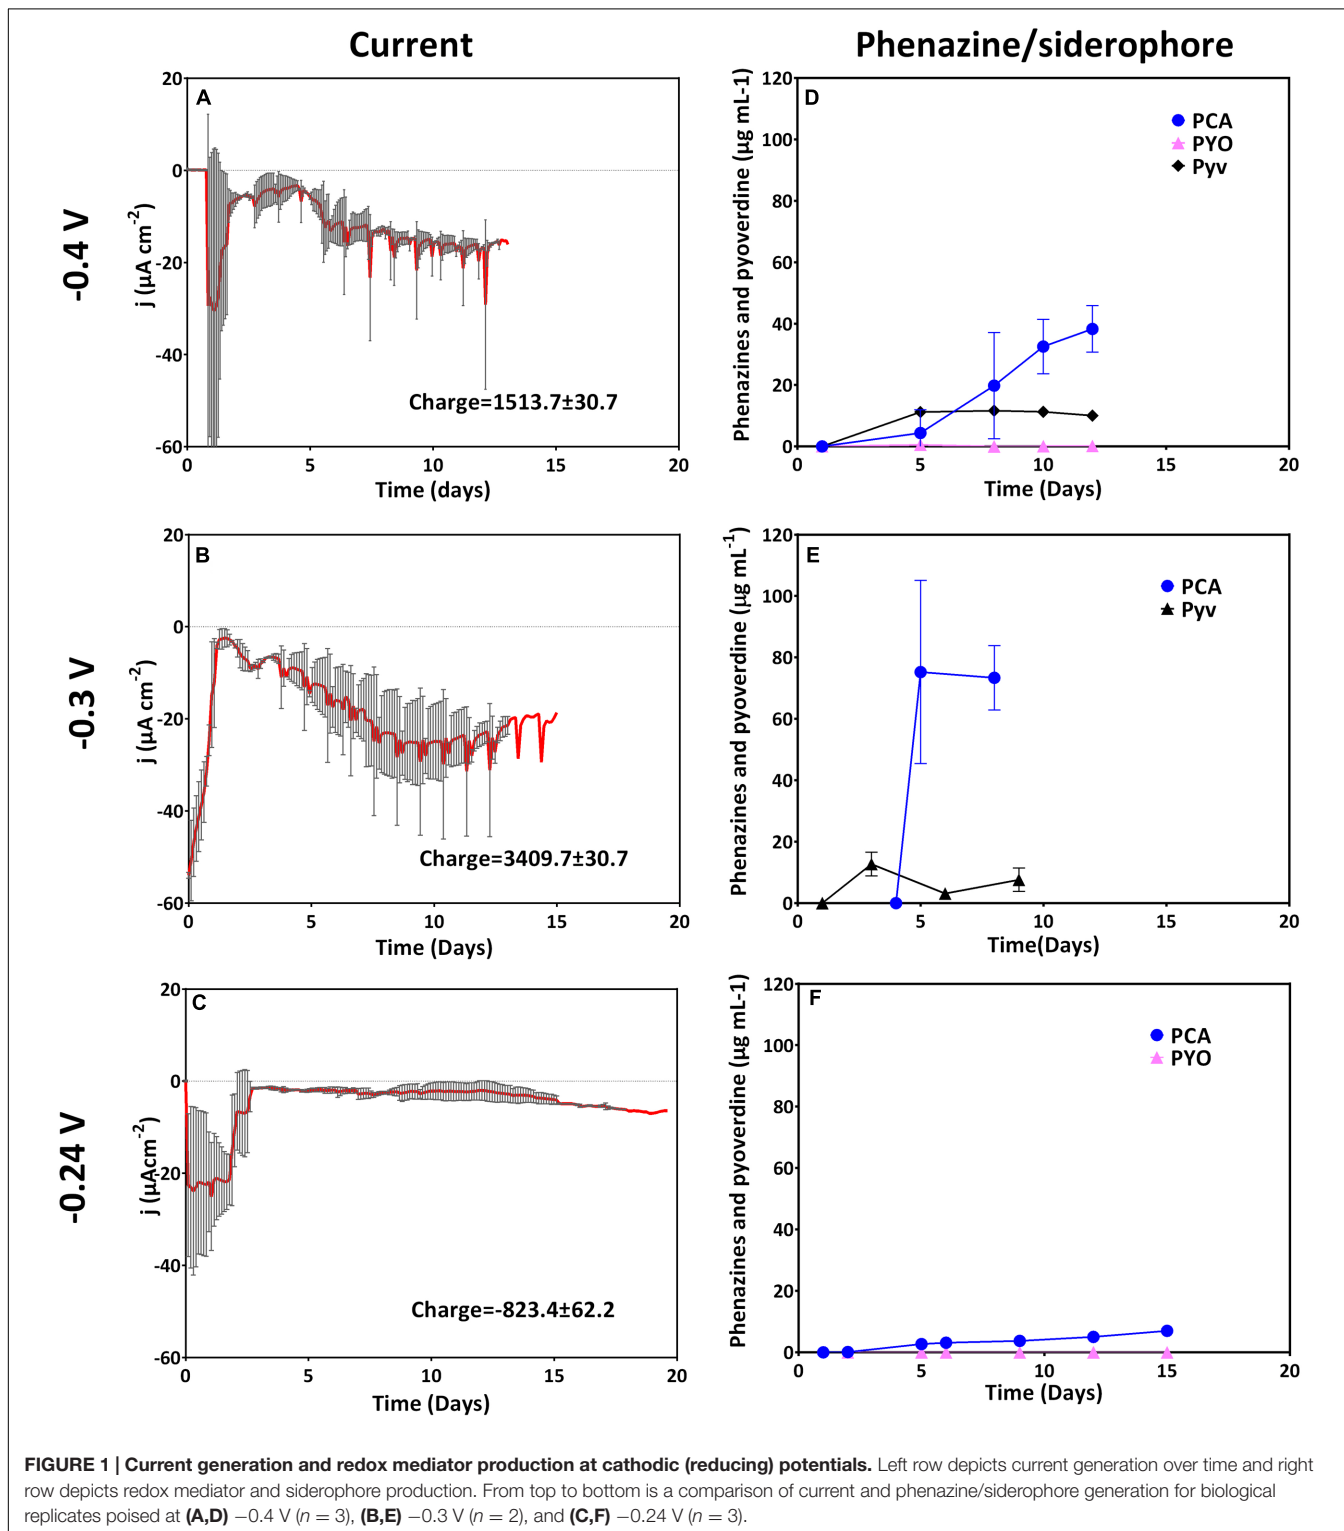 Current
Phenazine/siderophore
-0.4 V
A
20
0
-20
-40
-60
j (µA cm-2)
Charge=1513.7±30.7
0 5 10 15 20
Time (days)
D
120
100
80
60
40
20
0
Phenazines and pyoverdine (µg mL-1)
PCA
PYO
Pyv
0 5 10 15 20
Time (Days)
-0.3 V
B
20
0
-20
-40
-60
j (µA cm-2)
Charge=3409.7±30.7
0 5 10 15 20
Time (Days)
E
120
100
80
60
40
20
0
Phenazines and pyoverdine (µg mL-1)
PCA
Pyv
0 5 10 15 20
Time(Days)
-0.24 V
C
20
0
-20
-40
-60
j (µAcm-2)
Charge=-823.4±62.2
0 5 10 15 20
Time (Days)
F
120
100
80
60
40
20
0
Phenazines and pyoverdine (µg mL-1)
PCA
PYO
0 5 10 15 20
Time (Days)
FIGURE 1 | Current generation and redox mediator production at cathodic (reducing) potentials. Left row depicts current generation over time and right
row depicts redox mediator and siderophore production. From top to bottom is a comparison of current and phenazine/siderophore generation for biological
replicates poised at (A,D) −0.4 V (n = 3), (B,E) −0.3 V (n = 2), and (C,F) −0.24 V (n = 3).